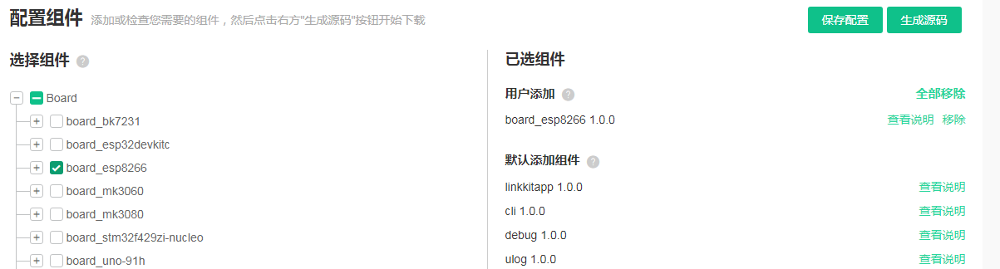 配置组件 添加或检查您需要的组件，然后点击右方"生成源码"按钮开始下载
保存配置 生成源码
选择组件 ?
Board
board_bk7231
board_esp32devkitc
board_esp8266
board_mk3060
board_mk3080
board_stm32f429zi-nucleo
board_uno-91h
已选组件
用户添加 ? 全部移除
board_esp8266 1.0.0 查看说明 移除
默认添加组件 ?
linkkitapp 1.0.0 查看说明
cli 1.0.0 查看说明
debug 1.0.0 查看说明
ulog 1.0.0 查看说明